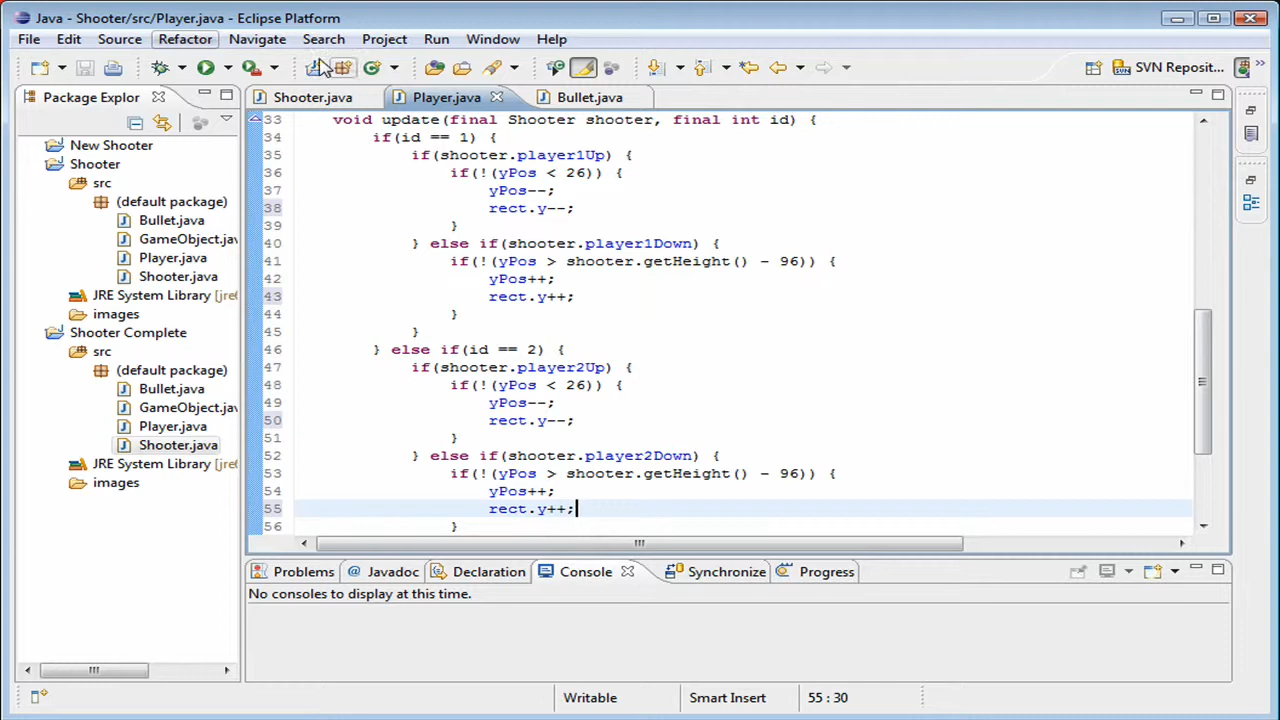 Java - Shooter/src/Player.java - Eclipse Platform
File Edit Source Refactor Navigate Search Project Run Window Help
SVN Reposit...
Package Explor
Shooter.java Player.java Bullet.java
New Shooter
Shooter
src
(default package)
Bullet.java
GameObject.jav
Player.java
Shooter.java
JRE System Library [jre
images
Shooter Complete
src
(default package)
Bullet.java
GameObject.jav
Player.java
Shooter.java
JRE System Library [jre6
images
33 void update(final Shooter shooter, final int id) {
34 if(id == 1) {
35 if(shooter.player1Up) {
36 if(!(yPos < 26)) {
37 yPos--;
38 rect.y--;
39 }
40 } else if(shooter.player1Down) {
41 if(!(yPos > shooter.getHeight() - 96)) {
42 yPos++;
43 rect.y++;
44 }
45 }
46 } else if(id == 2) {
47 if(shooter.player2Up) {
48 if(!(yPos < 26)) {
49 yPos--;
50 rect.y--;
51 }
52 } else if(shooter.player2Down) {
53 if(!(yPos > shooter.getHeight() - 96)) {
54 yPos++;
55 rect.y++;
56 }
Problems Javadoc Declaration Console Synchronize Progress
No consoles to display at this time.
Writable Smart Insert 55 : 30